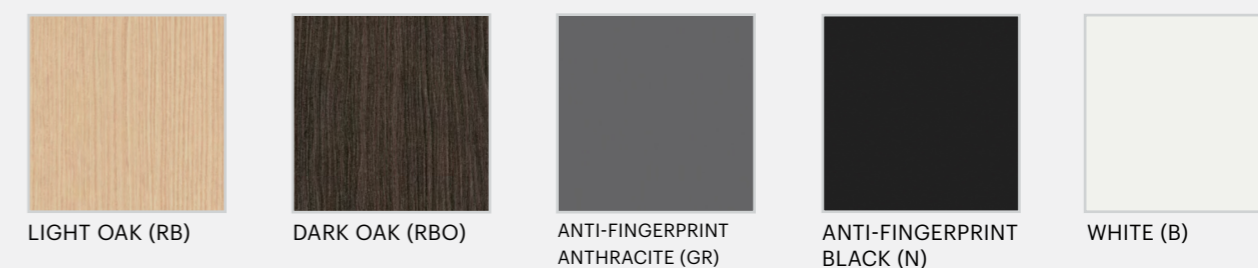 LIGHT OAK (RB)
DARK OAK (RBO)
ANTI-FINGERPRINT
ANTHRACITE (GR)
ANTI-FINGERPRINT
BLACK (N)
WHITE (B)